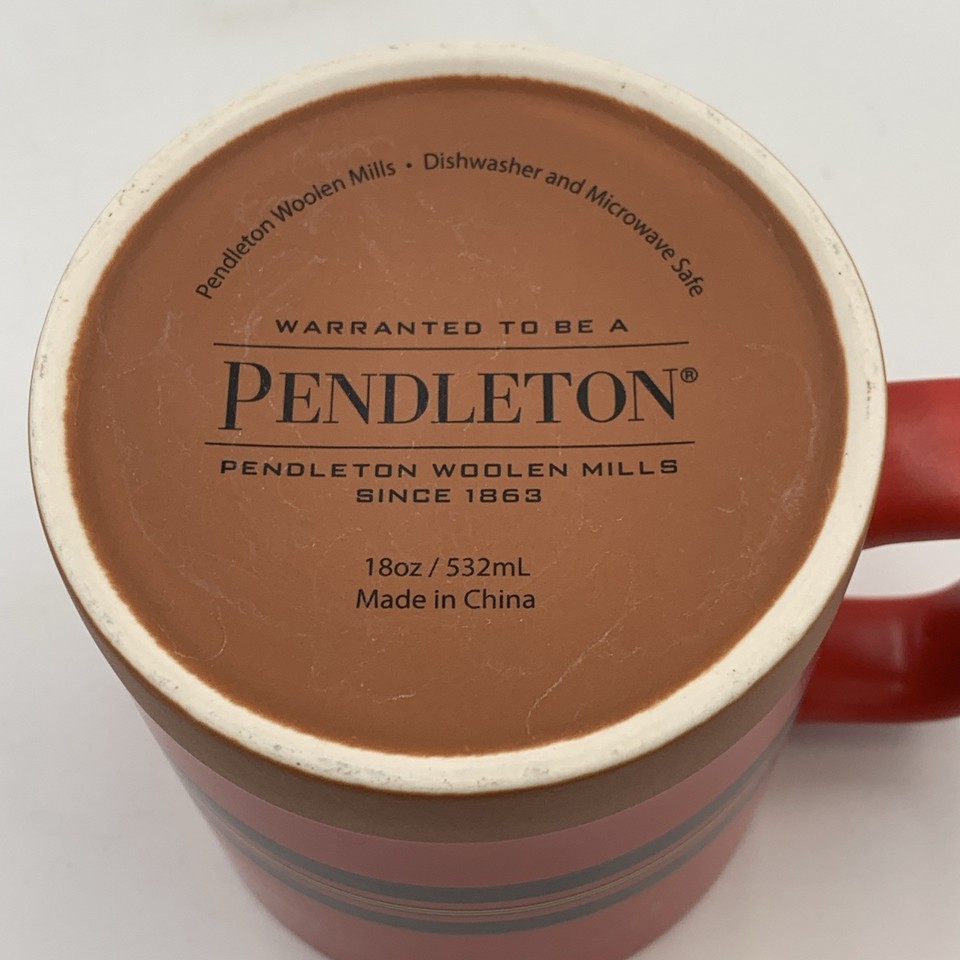 Pendleton Woolen Mills • Dishwasher and Microwave Safe
WARRANTED TO BE A
PENDLETON®
PENDLETON WOOLEN MILLS
SINCE 1863
18oz / 532mL
Made in China